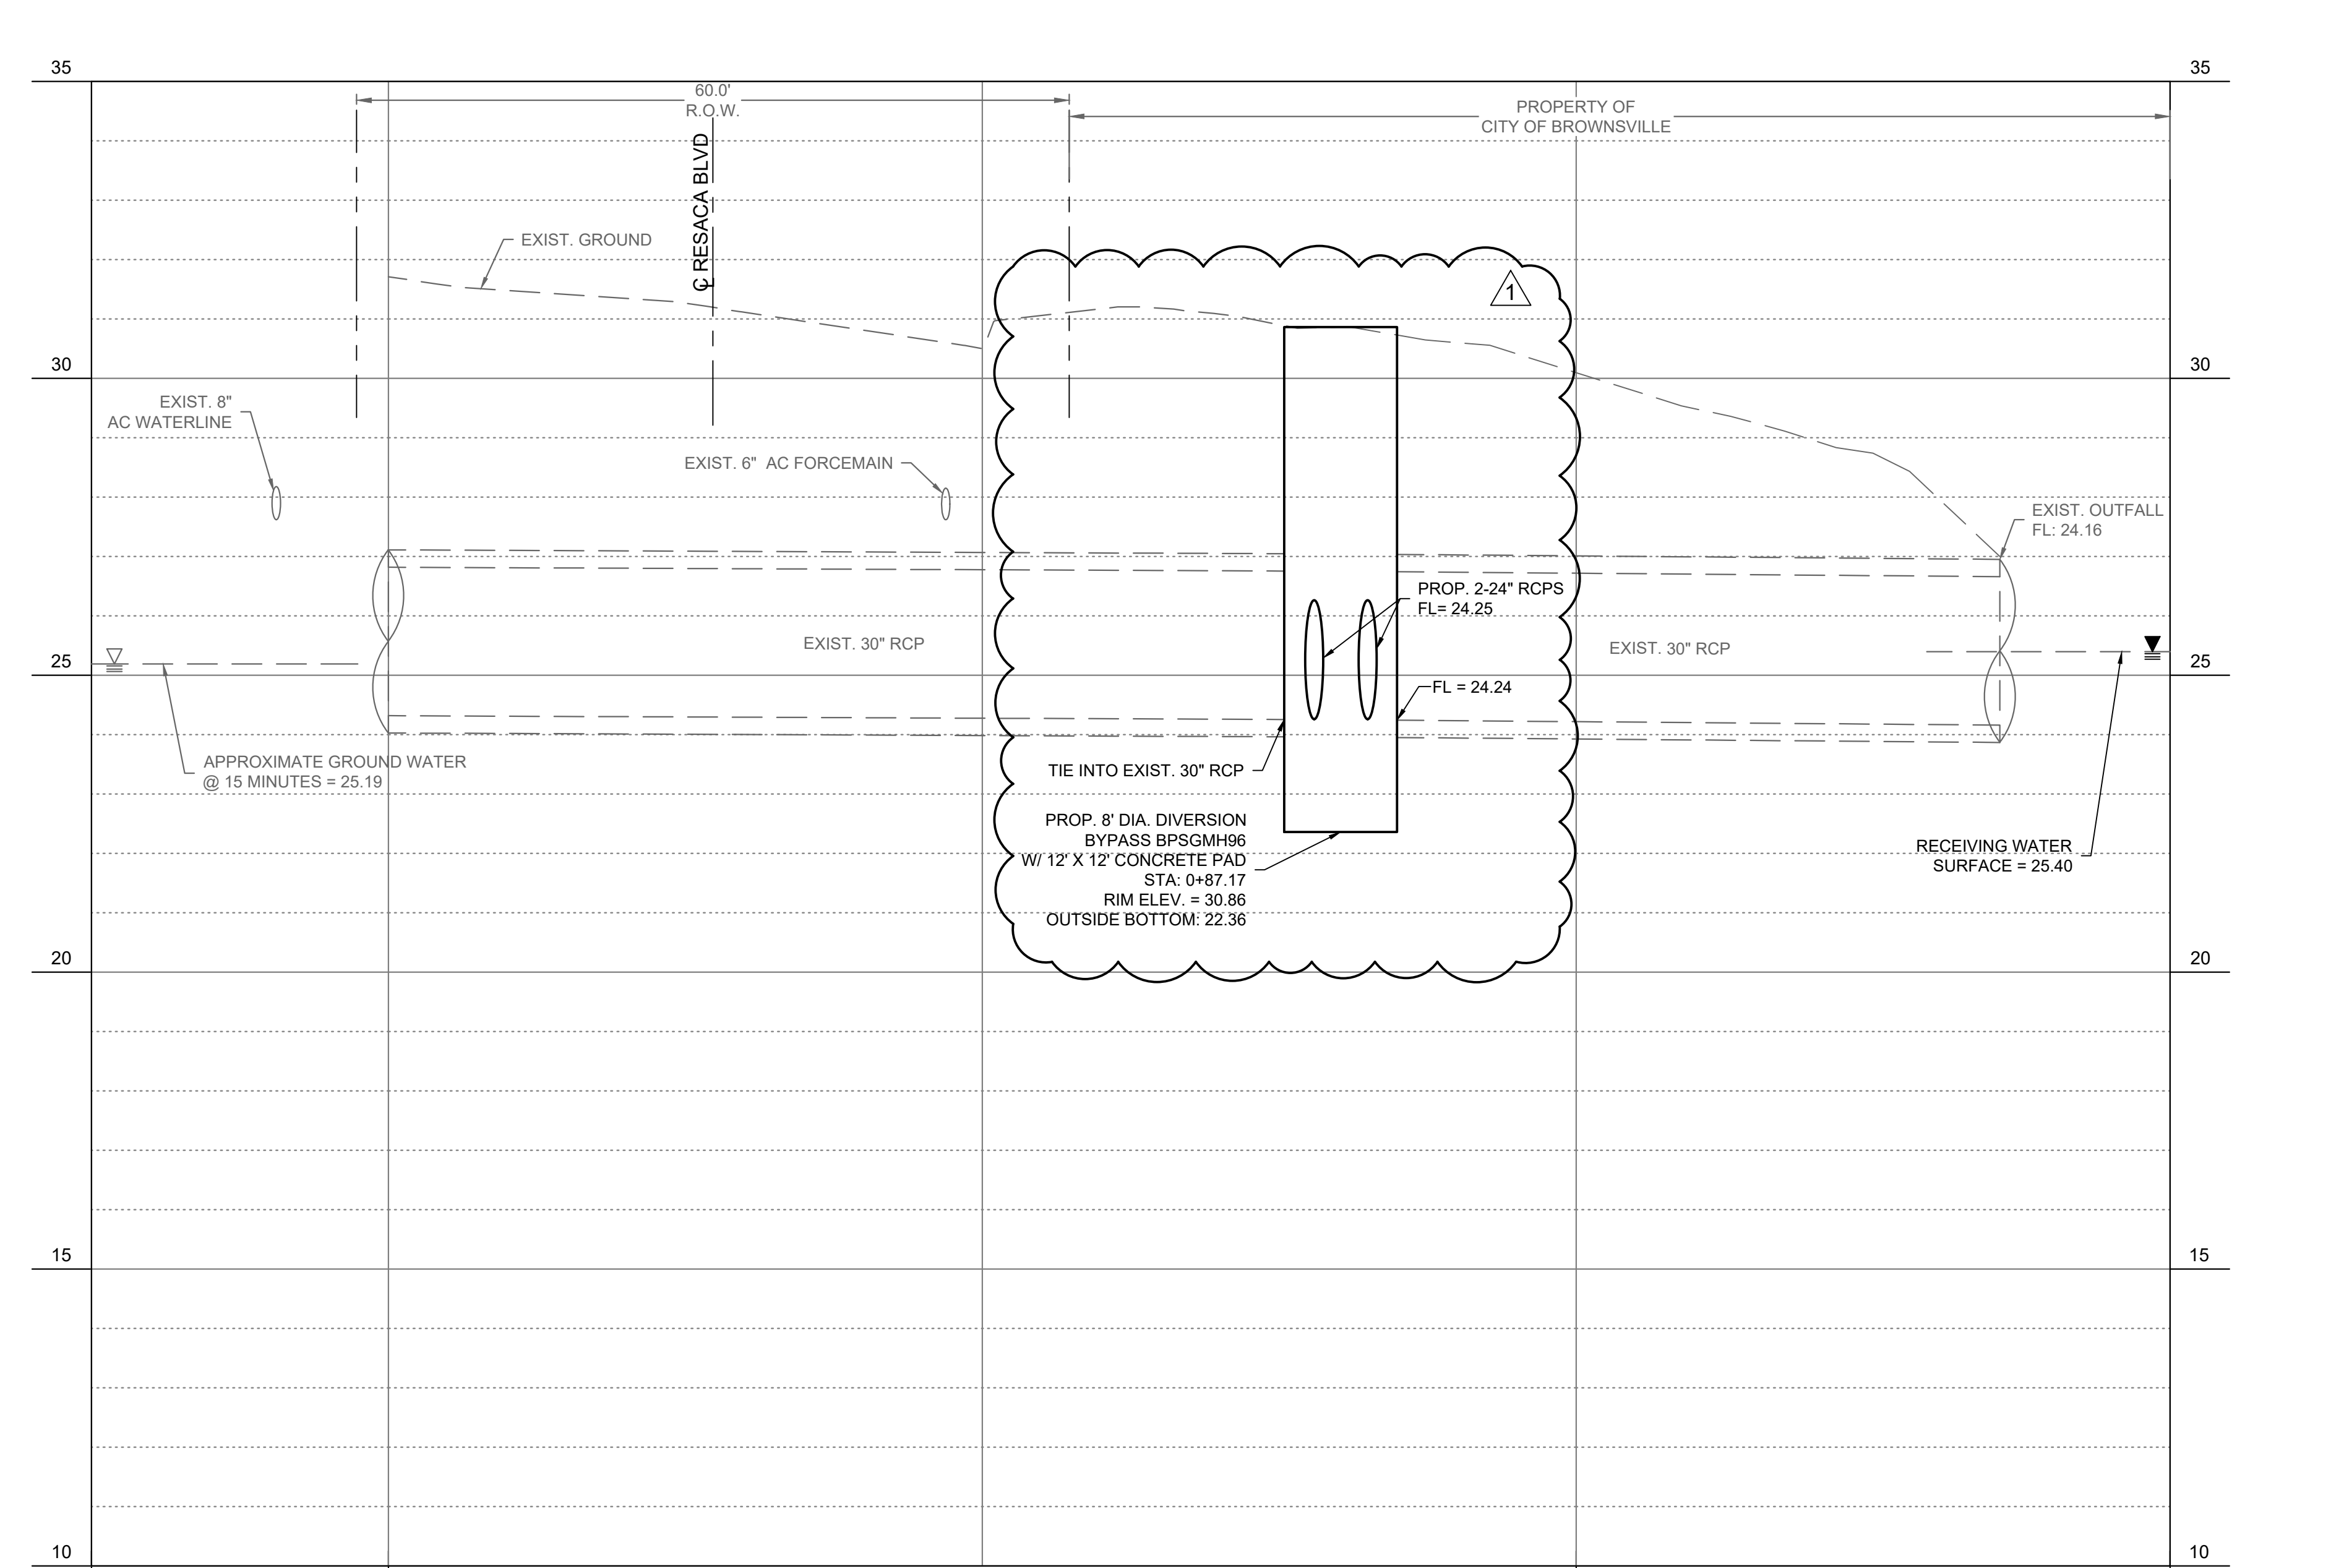 35
35
60.0'
R.O.W.
PROPERTY OF
CITY OF BROWNSVILLE
CL RESACA BLVD
EXIST. GROUND
1
30
30
EXIST. 8"
AC WATERLINE
EXIST. 6" AC FORCEMAIN
EXIST. OUTFALL
FL: 24.16
PROP. 2-24" RCPS
FL= 24.25
EXIST. 30" RCP
EXIST. 30" RCP
25
25
FL = 24.24
APPROXIMATE GROUND WATER
@ 15 MINUTES = 25.19
TIE INTO EXIST. 30" RCP
PROP. 8' DIA. DIVERSION
BYPASS BPSGMH96
W/ 12' X 12' CONCRETE PAD
STA: 0+87.17
RIM ELEV. = 30.86
OUTSIDE BOTTOM: 22.36
RECEIVING WATER
SURFACE = 25.40
20
20
15
15
10
10